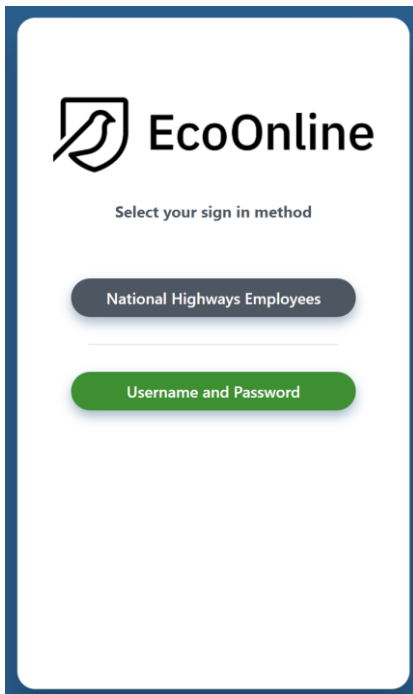 EcoOnline
Select your sign in method
National Highways Employees
Username and Password